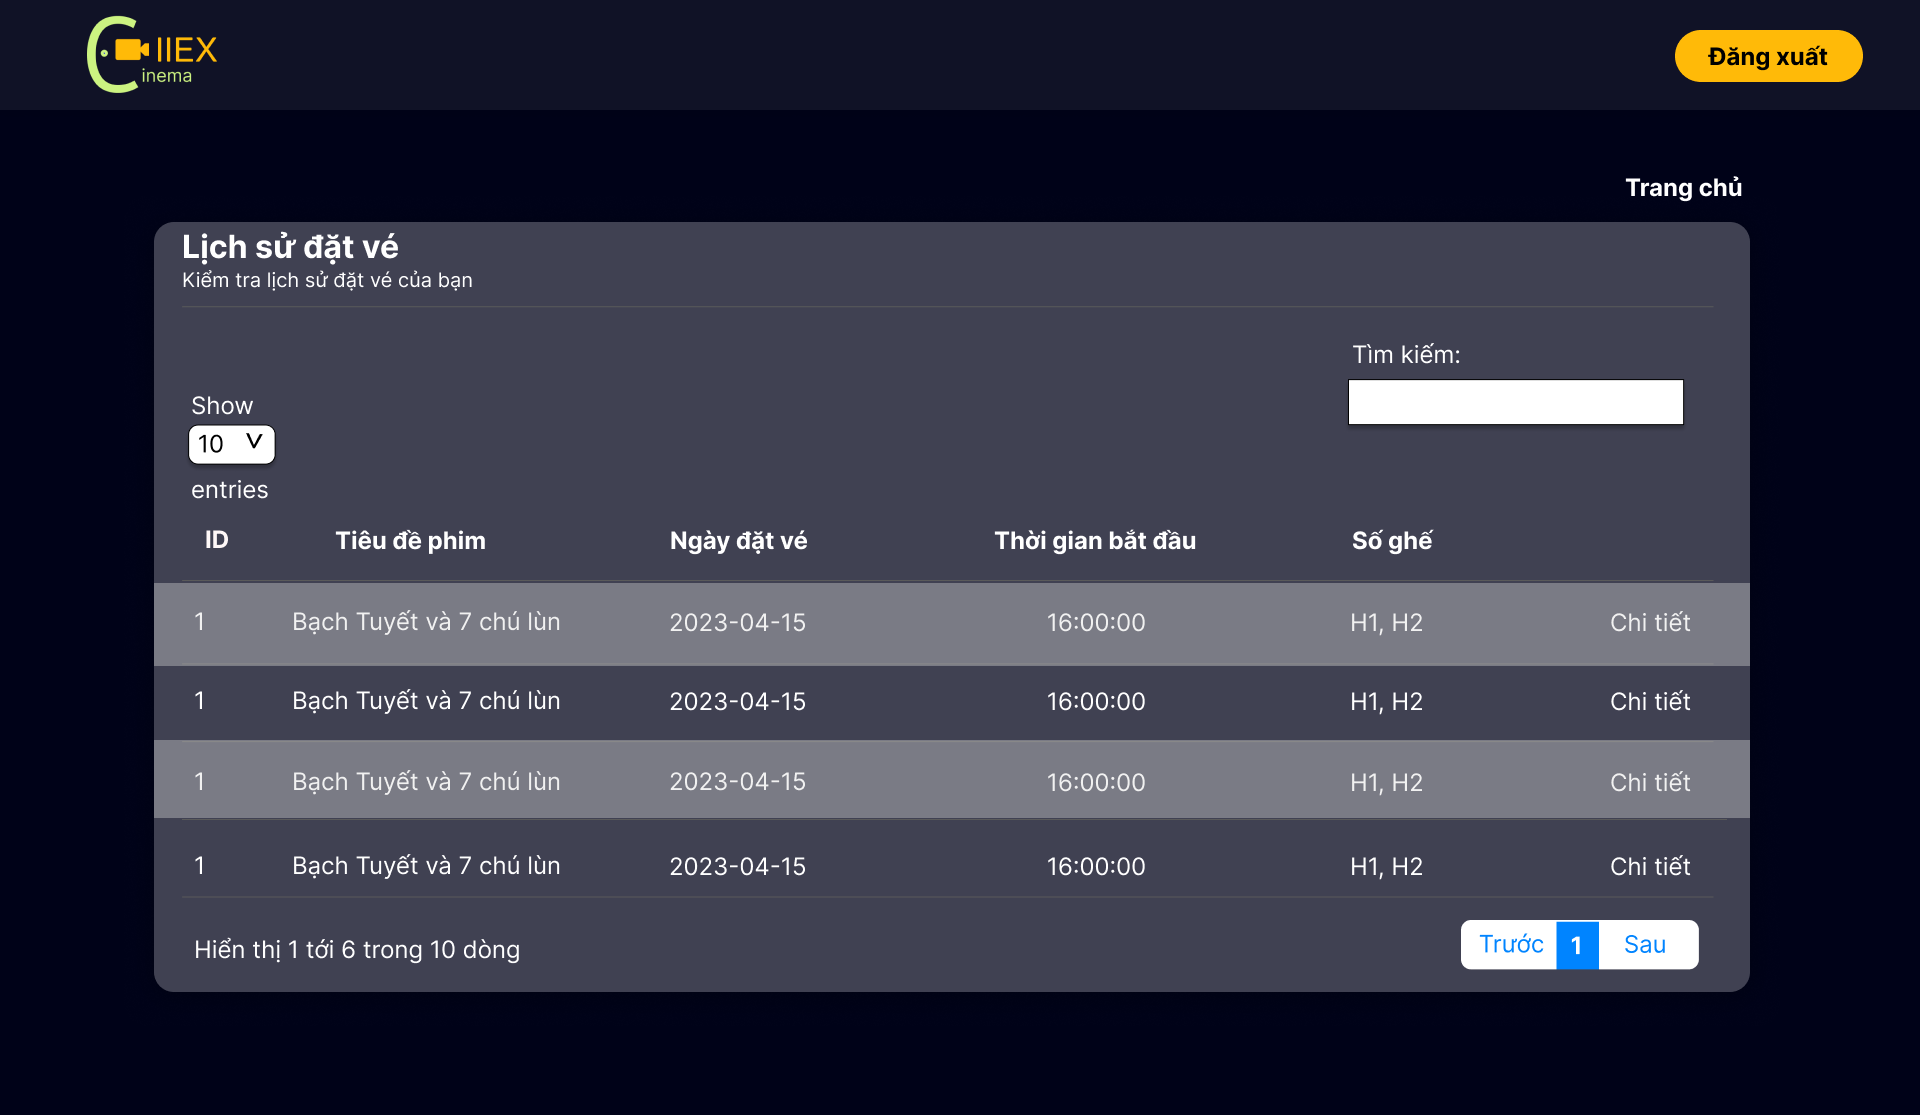 IIEX
inema
Đăng xuất
Trang chủ
Lịch sử đặt vé
Kiểm tra lịch sử đặt vé của bạn
Tìm kiếm:
Show
10 V
entries
ID Tiêu đề phim Ngày đặt vé Thời gian bắt đầu Số ghế
1 Bạch Tuyết và 7 chú lùn 2023-04-15 16:00:00 H1, H2 Chi tiết
1 Bạch Tuyết và 7 chú lùn 2023-04-15 16:00:00 H1, H2 Chi tiết
1 Bạch Tuyết và 7 chú lùn 2023-04-15 16:00:00 H1, H2 Chi tiết
1 Bạch Tuyết và 7 chú lùn 2023-04-15 16:00:00 H1, H2 Chi tiết
Hiển thị 1 tới 6 trong 10 dòng
Trước 1 Sau